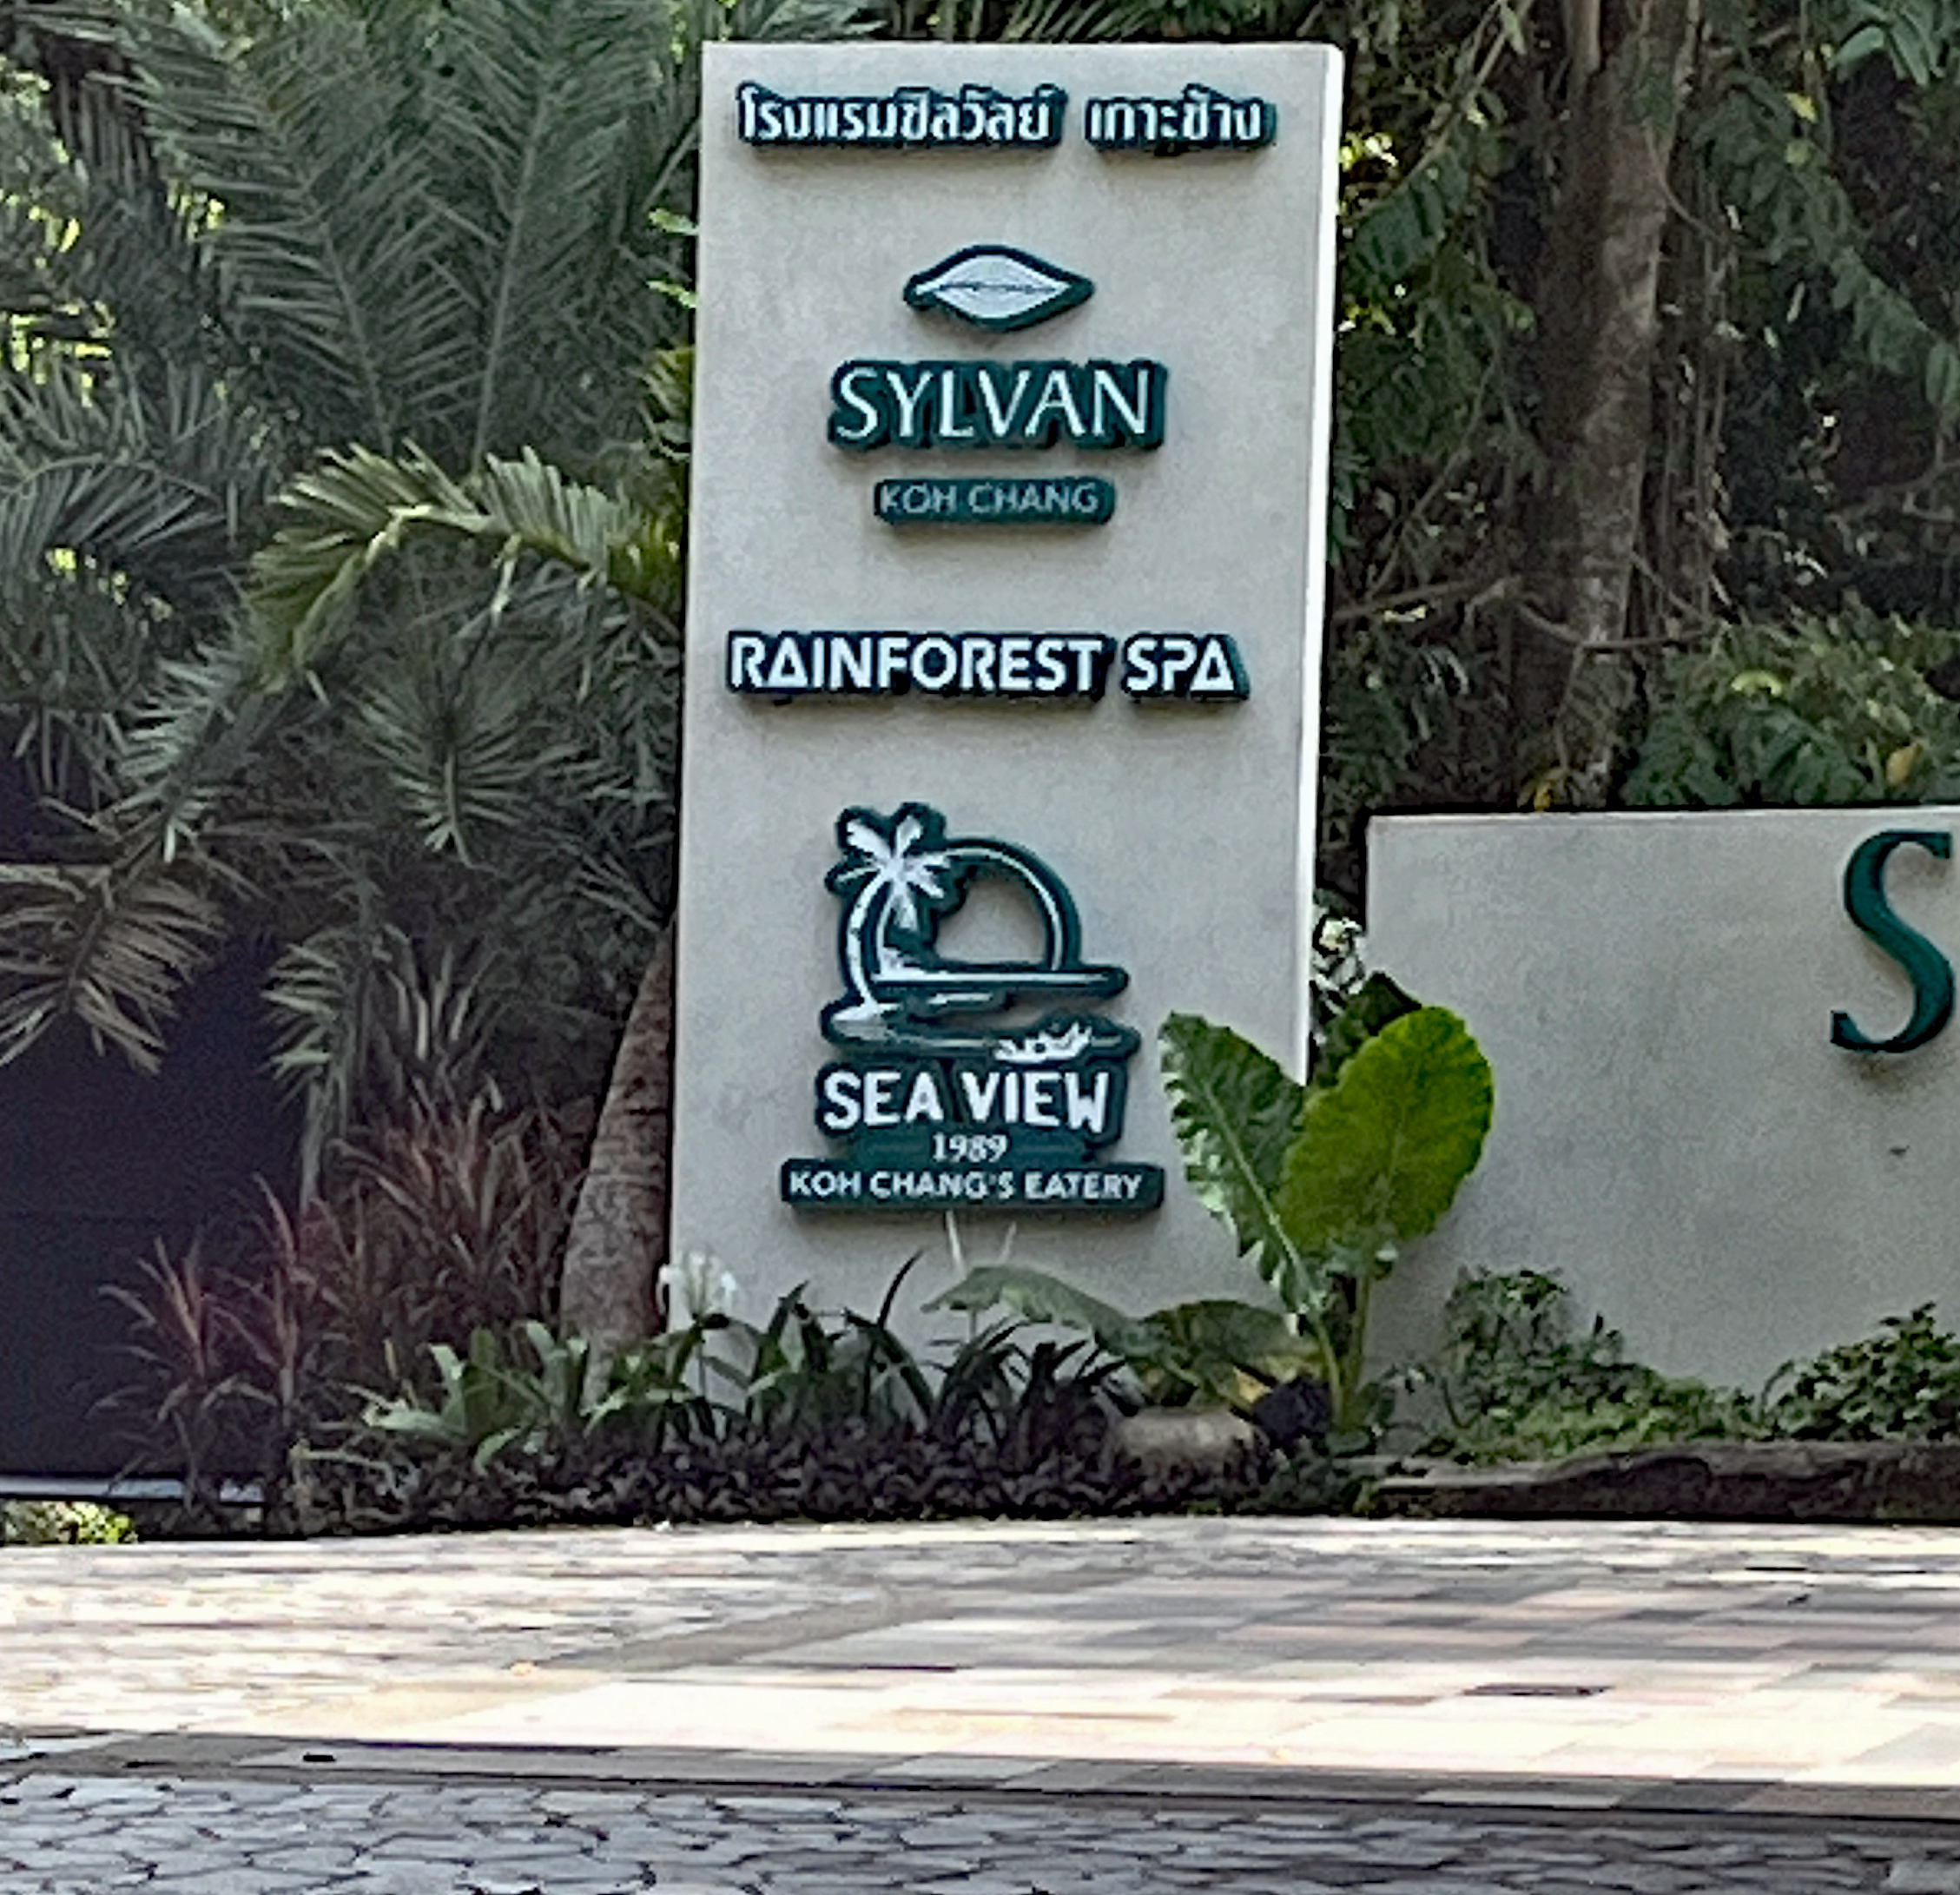 โรงแรมซิลวัลย์ เกาะช้าง
SYLVAN
KOH CHANG
RAINFOREST SPA
SEA VIEW
1989
KOH CHANG'S EATERY
S